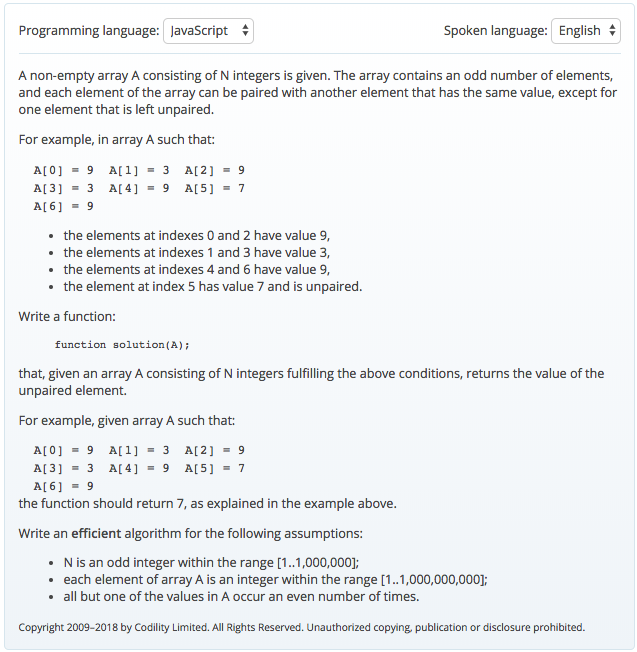 Programming language: JavaScript Spoken language: English
A non-empty array A consisting of N integers is given. The array contains an odd number of elements,
and each element of the array can be paired with another element that has the same value, except for
one element that is left unpaired.
For example, in array A such that:
A[0] = 9 A[1] = 3 A[2] = 9
A[3] = 3 A[4] = 9 A[5] = 7
A[6] = 9
• the elements at indexes 0 and 2 have value 9,
• the elements at indexes 1 and 3 have value 3,
• the elements at indexes 4 and 6 have value 9,
• the element at index 5 has value 7 and is unpaired.
Write a function:
function solution(A);
that, given an array A consisting of N integers fulfilling the above conditions, returns the value of the
unpaired element.
For example, given array A such that:
A[0] = 9 A[1] = 3 A[2] = 9
A[3] = 3 A[4] = 9 A[5] = 7
A[6] = 9
the function should return 7, as explained in the example above.
Write an efficient algorithm for the following assumptions:
• N is an odd integer within the range [1..1,000,000];
• each element of array A is an integer within the range [1..1,000,000,000];
• all but one of the values in A occur an even number of times.
Copyright 2009–2018 by Codility Limited. All Rights Reserved. Unauthorized copying, publication or disclosure prohibited.